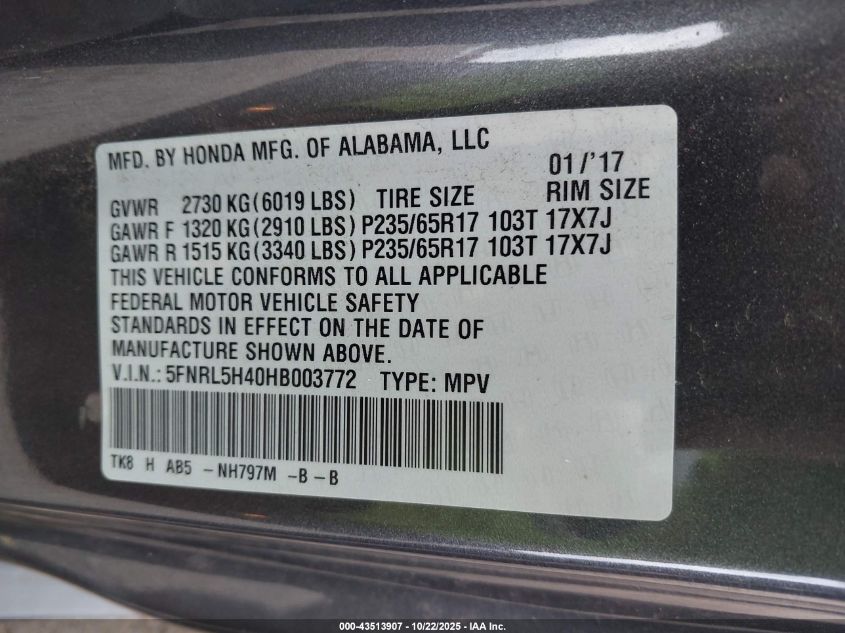 MFD. BY HONDA MFG. OF ALABAMA, LLC
01/'17
GVWR 2730 KG(6019 LBS) TIRE SIZE RIM SIZE
GAWR F 1320 KG(2910 LBS) P235/65R17 103T 17X7J
GAWR R 1515 KG(3340 LBS) P235/65R17 103T 17X7J
THIS VEHICLE CONFORMS TO ALL APPLICABLE
FEDERAL MOTOR VEHICLE SAFETY
STANDARDS IN EFFECT ON THE DATE OF
MANUFACTURE SHOWN ABOVE.
V.I.N.: 5FNRL5H40HB003772 TYPE: MPV
TK8 H AB5 -NH797M -B-B
000-43513907 - 10/22/2025 - IAA Inc.